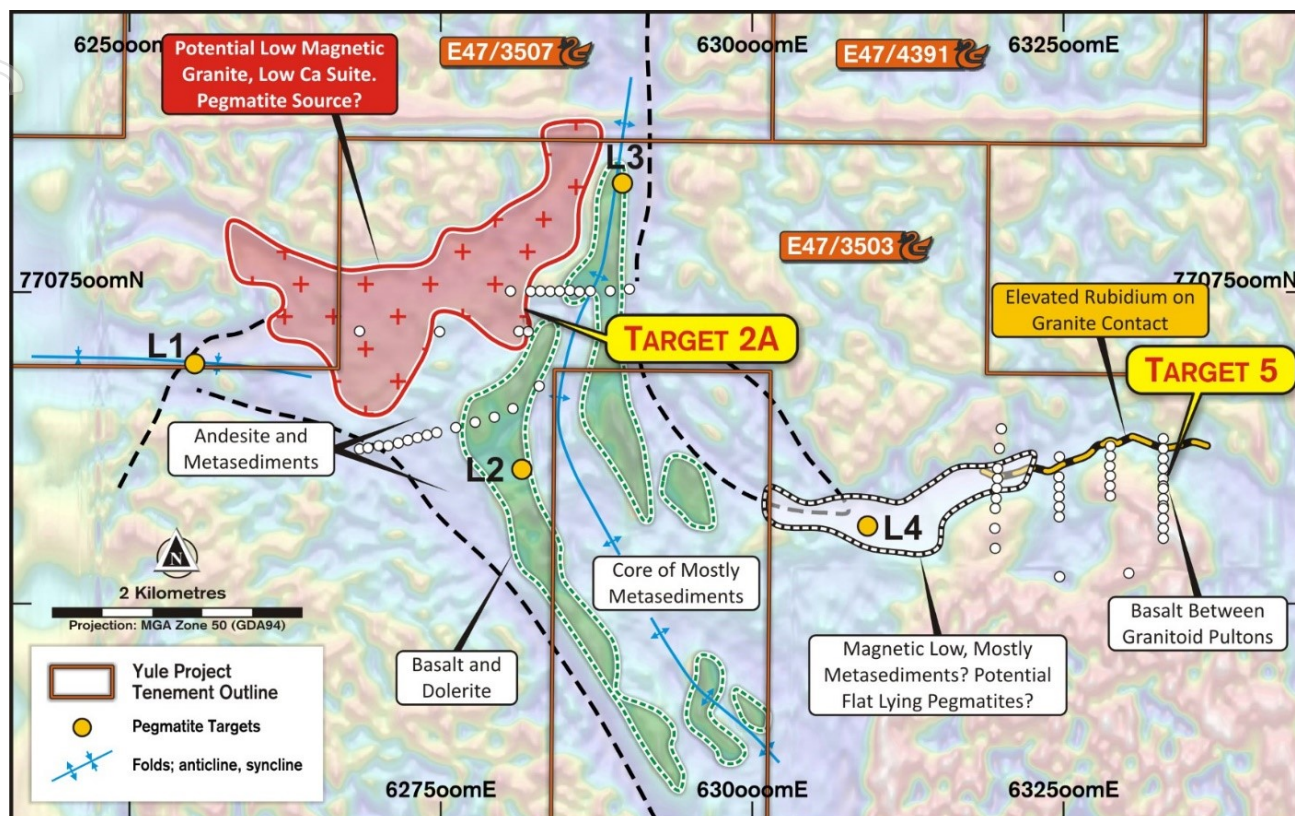 625000m
E47/3507
630000mE
E47/4391
6325oomE
Potential Low Magnetic
Granite, Low Ca Suite.
Pegmatite Source?
L3
E47/3503
77075oomN
77075oomN
Elevated Rubidium on
Granite Contact
L1
TARGET 2A
TARGET 5
Andesite and
Metasediments
L2
L4
N
2 Kilometres
Projection: MGA Zone 50 (GDA94)
Core of Mostly
Metasediments
Basalt Between
Granitoid Pultons
Basalt and
Dolerite
Magnetic Low, Mostly
Metasediments? Potential
Flat Lying Pegmatites?
Yule Project
Tenement Outline
Pegmatite Targets
Folds; anticline, syncline
6275oomE
6300oomE
6325oomE